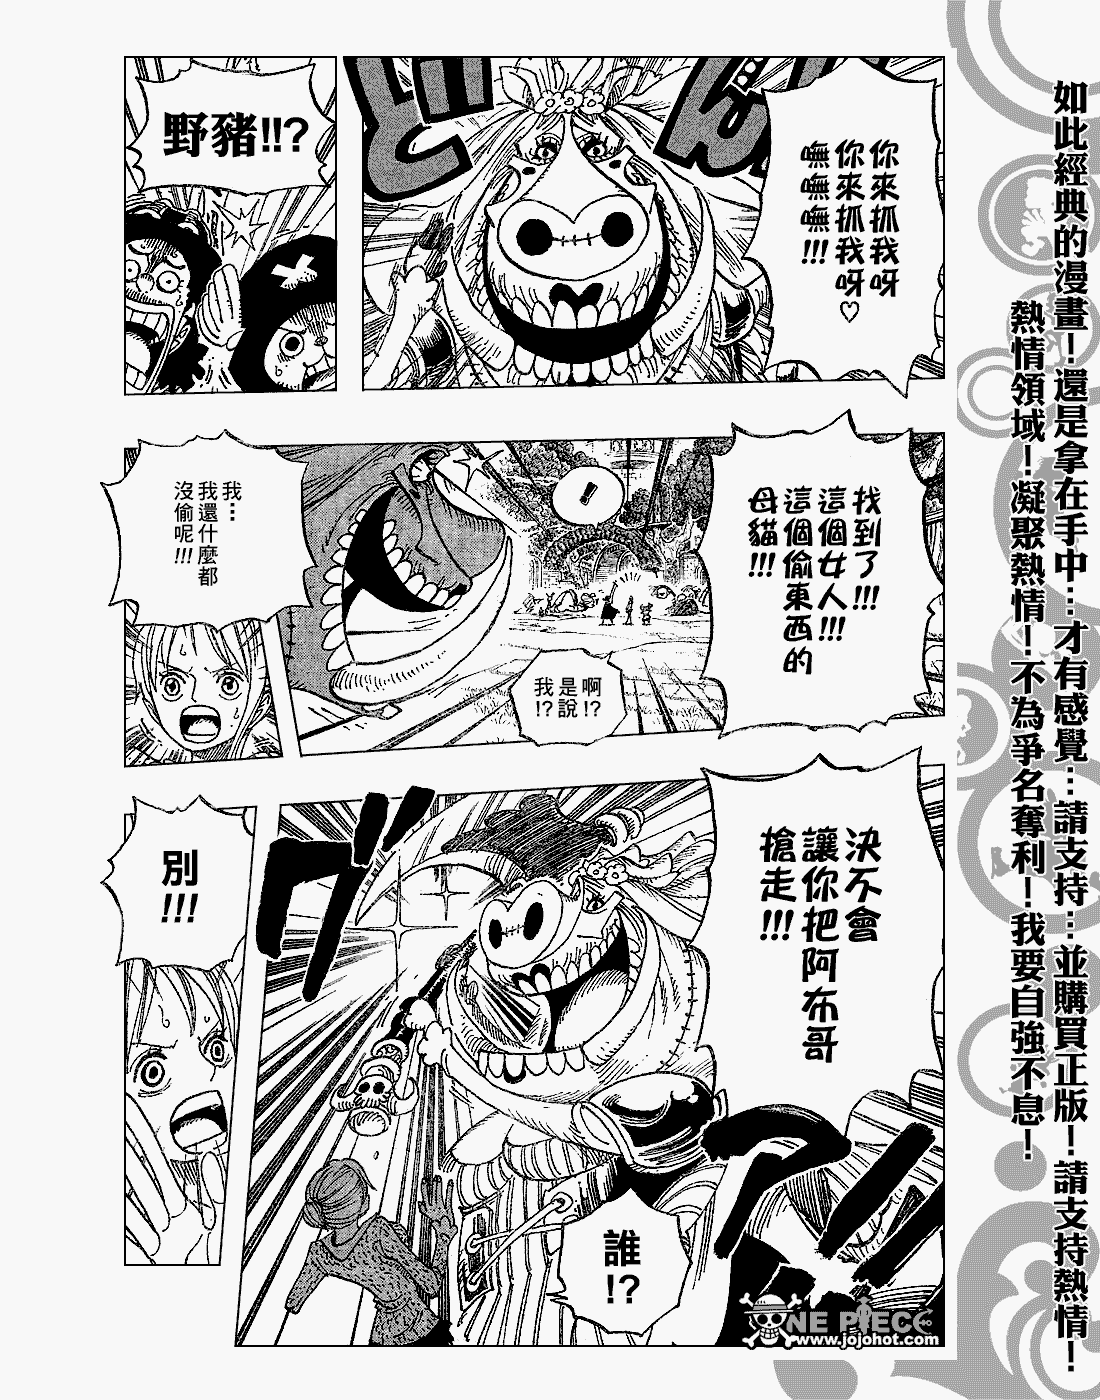 你來抓我呀
你來抓我呀♡
嘸嘸嘸!!!
どん
野豬!!?
找到了!!!
這個女人!!!
這個偷東西的
母貓!!!
!
啊!?
是說
我!?
我…
我還什麼都
沒偷呢!!!
決不會
讓你把阿布哥
搶走!!!
別!!!
誰!?
ONE PIECE
www.jojohot.com
如此經典的漫畫！還是拿在手中…才有感覺…請支持…並購買正版！請支持熱情！
熱情領域！凝聚熱情！不為爭名奪利！我要自強不息！